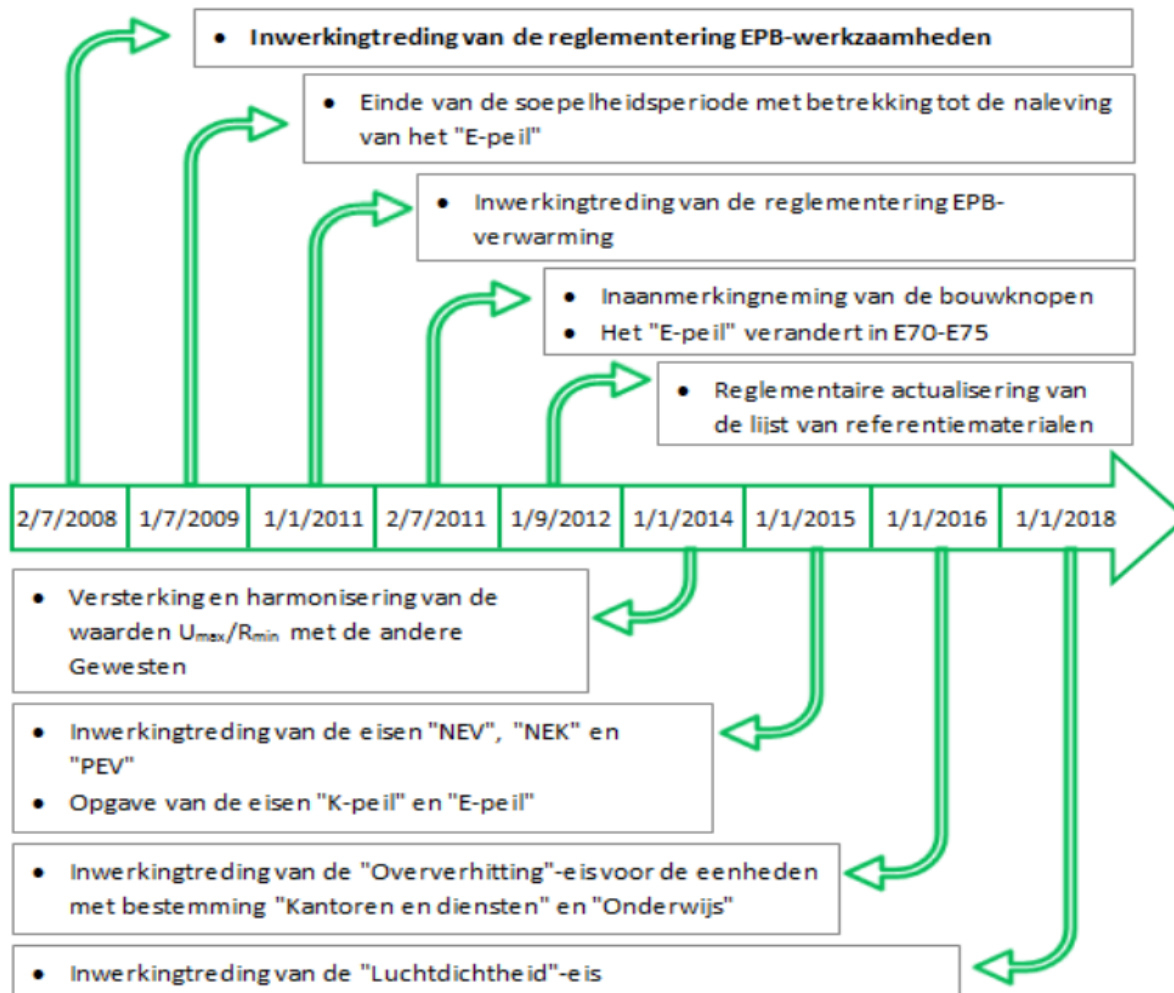 • Inwerkingtreding van de reglementering EPB-werkzaamheden
• Einde van de soepelheidsperiode met betrekking tot de naleving
van het "E-peil"
• Inwerkingtreding van de reglementering EPB-
verwarming
• Inaanmerkingneming van de bouwknopen
• Het "E-peil" verandert in E70-E75
• Reglementaire actualisering van
de lijst van referentiematerialen
2/7/2008 1/7/2009 1/1/2011 2/7/2011 1/9/2012 1/1/2014 1/1/2015 1/1/2016 1/1/2018
• Versterking en harmonisering van de
waarden Umax/Rmin met de andere
Gewesten
• Inwerkingtreding van de eisen "NEV", "NEK" en
"PEV"
• Opgave van de eisen "K-peil" en "E-peil"
• Inwerkingtreding van de "Oververhitting"-eis voor de eenheden
met bestemming "Kantoren en diensten" en "Onderwijs"
• Inwerkingtreding van de "Luchtdichtheid"-eis